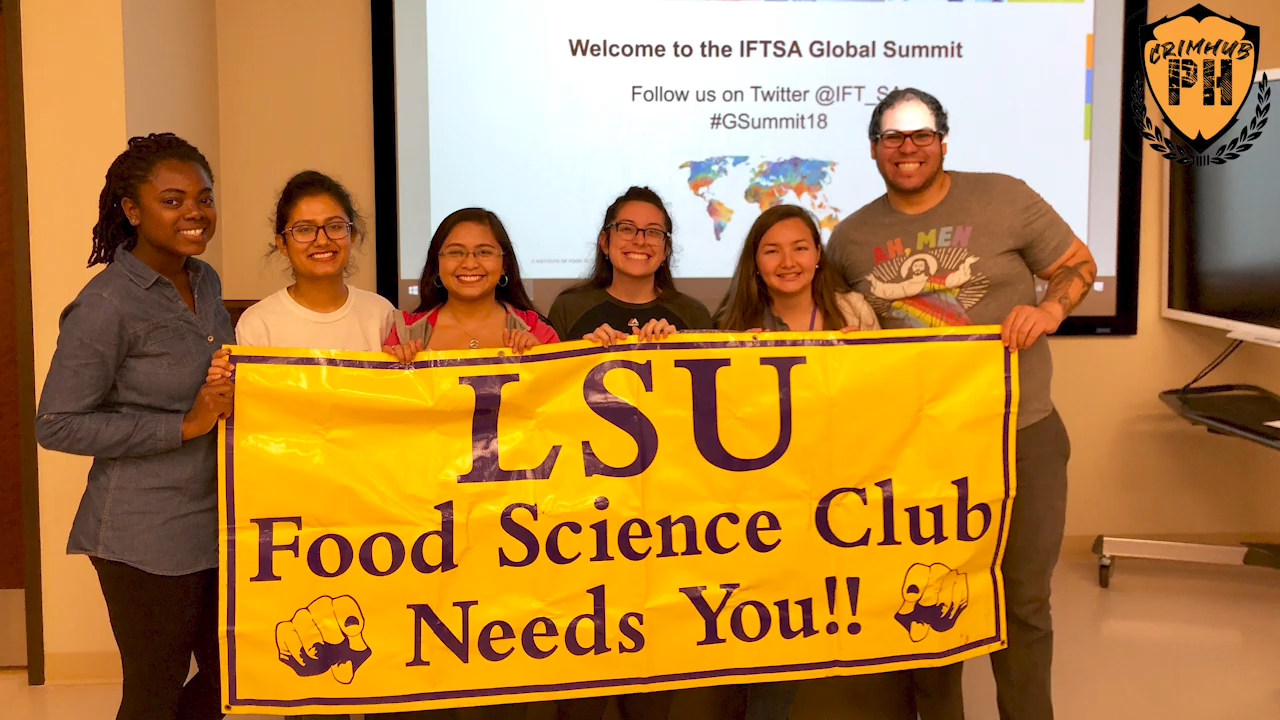 Welcome to the IFTSA Global Summit
Follow us on Twitter @IFT_SA
#GSummit18
CRIMHUB
PH
AH, MEN
LSU
Food Science Club
Needs You!!